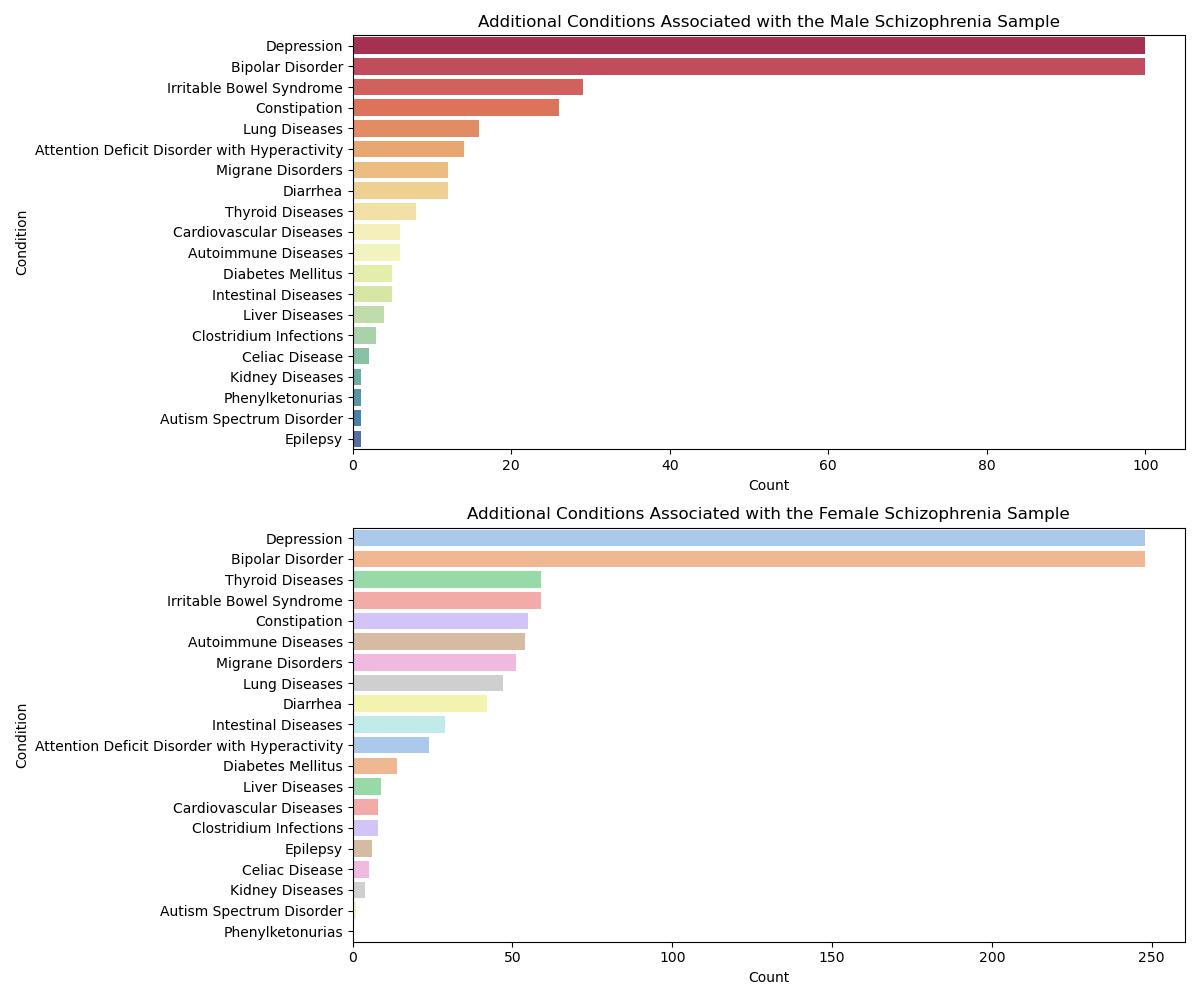 Additional Conditions Associated with the Male Schizophrenia Sample
Depression
Bipolar Disorder
Irritable Bowel Syndrome
Constipation
Lung Diseases
Attention Deficit Disorder with Hyperactivity
Migrane Disorders
Diarrhea
Thyroid Diseases
Cardiovascular Diseases
Autoimmune Diseases
Diabetes Mellitus
Intestinal Diseases
Liver Diseases
Clostridium Infections
Celiac Disease
Kidney Diseases
Phenylketonurias
Autism Spectrum Disorder
Epilepsy
Condition
0 20 40 60 80 100
Count
Additional Conditions Associated with the Female Schizophrenia Sample
Depression
Bipolar Disorder
Thyroid Diseases
Irritable Bowel Syndrome
Constipation
Autoimmune Diseases
Migrane Disorders
Lung Diseases
Diarrhea
Intestinal Diseases
Attention Deficit Disorder with Hyperactivity
Diabetes Mellitus
Liver Diseases
Cardiovascular Diseases
Clostridium Infections
Epilepsy
Celiac Disease
Kidney Diseases
Autism Spectrum Disorder
Phenylketonurias
Condition
0 50 100 150 200 250
Count